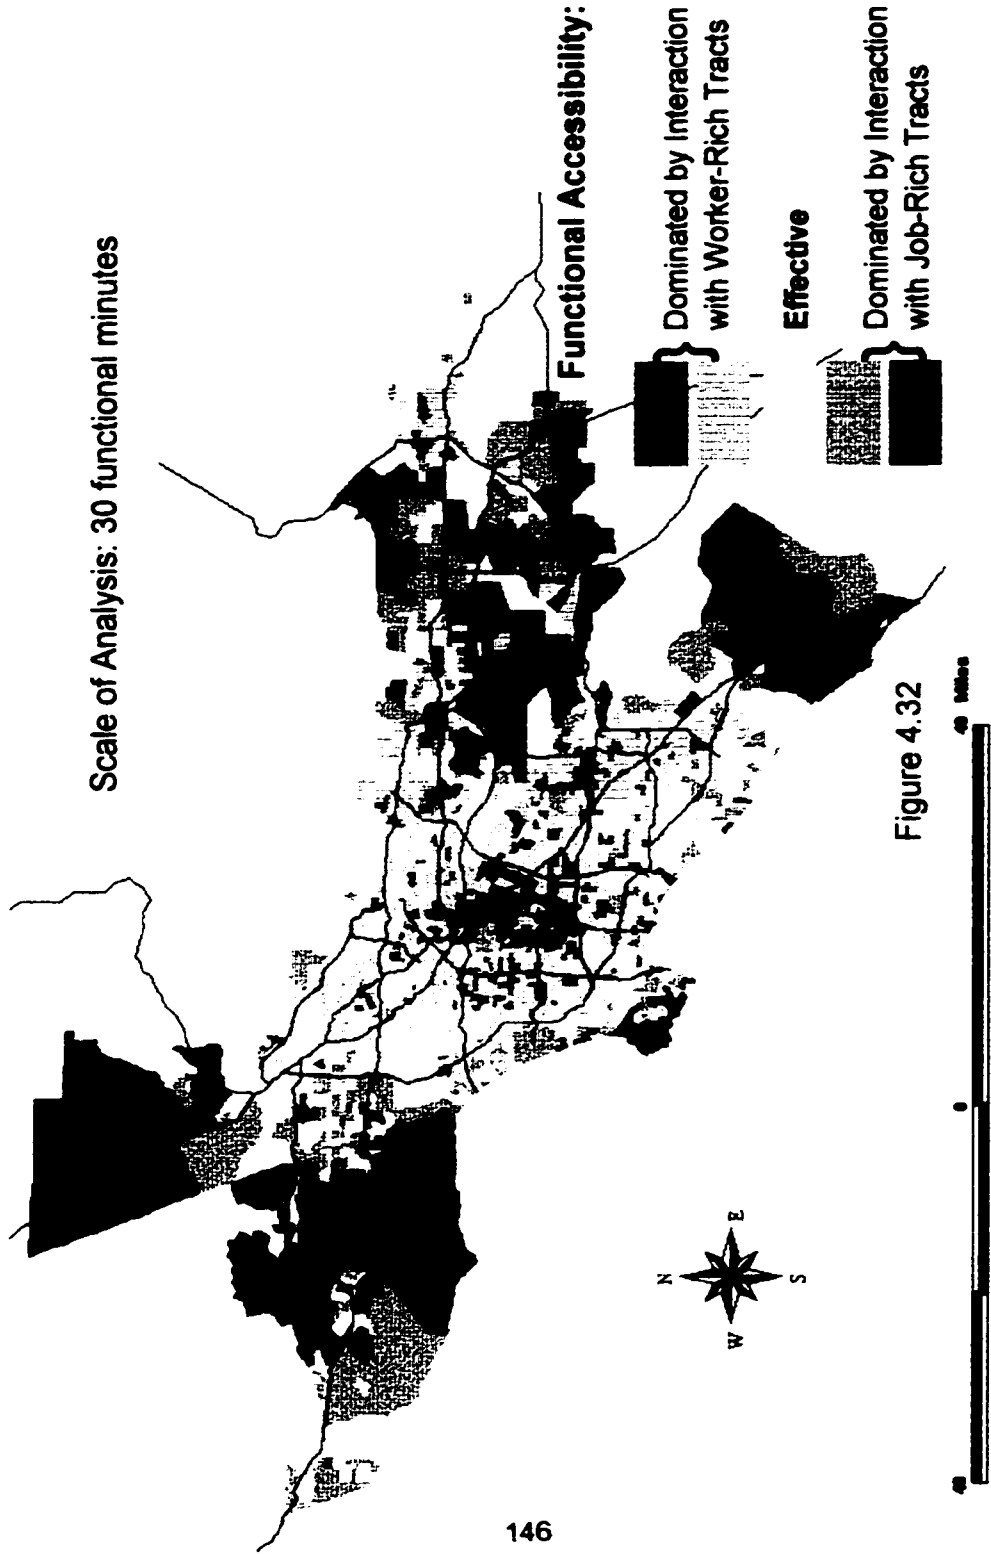 Scale of Analysis: 30 functional minutes
Functional Accessibility:
Dominated by Interaction
with Worker-Rich Tracts
Effective
Dominated by Interaction
with Job-Rich Tracts
N
W
E
S
Figure 4.32
40
0
40 Miles
146